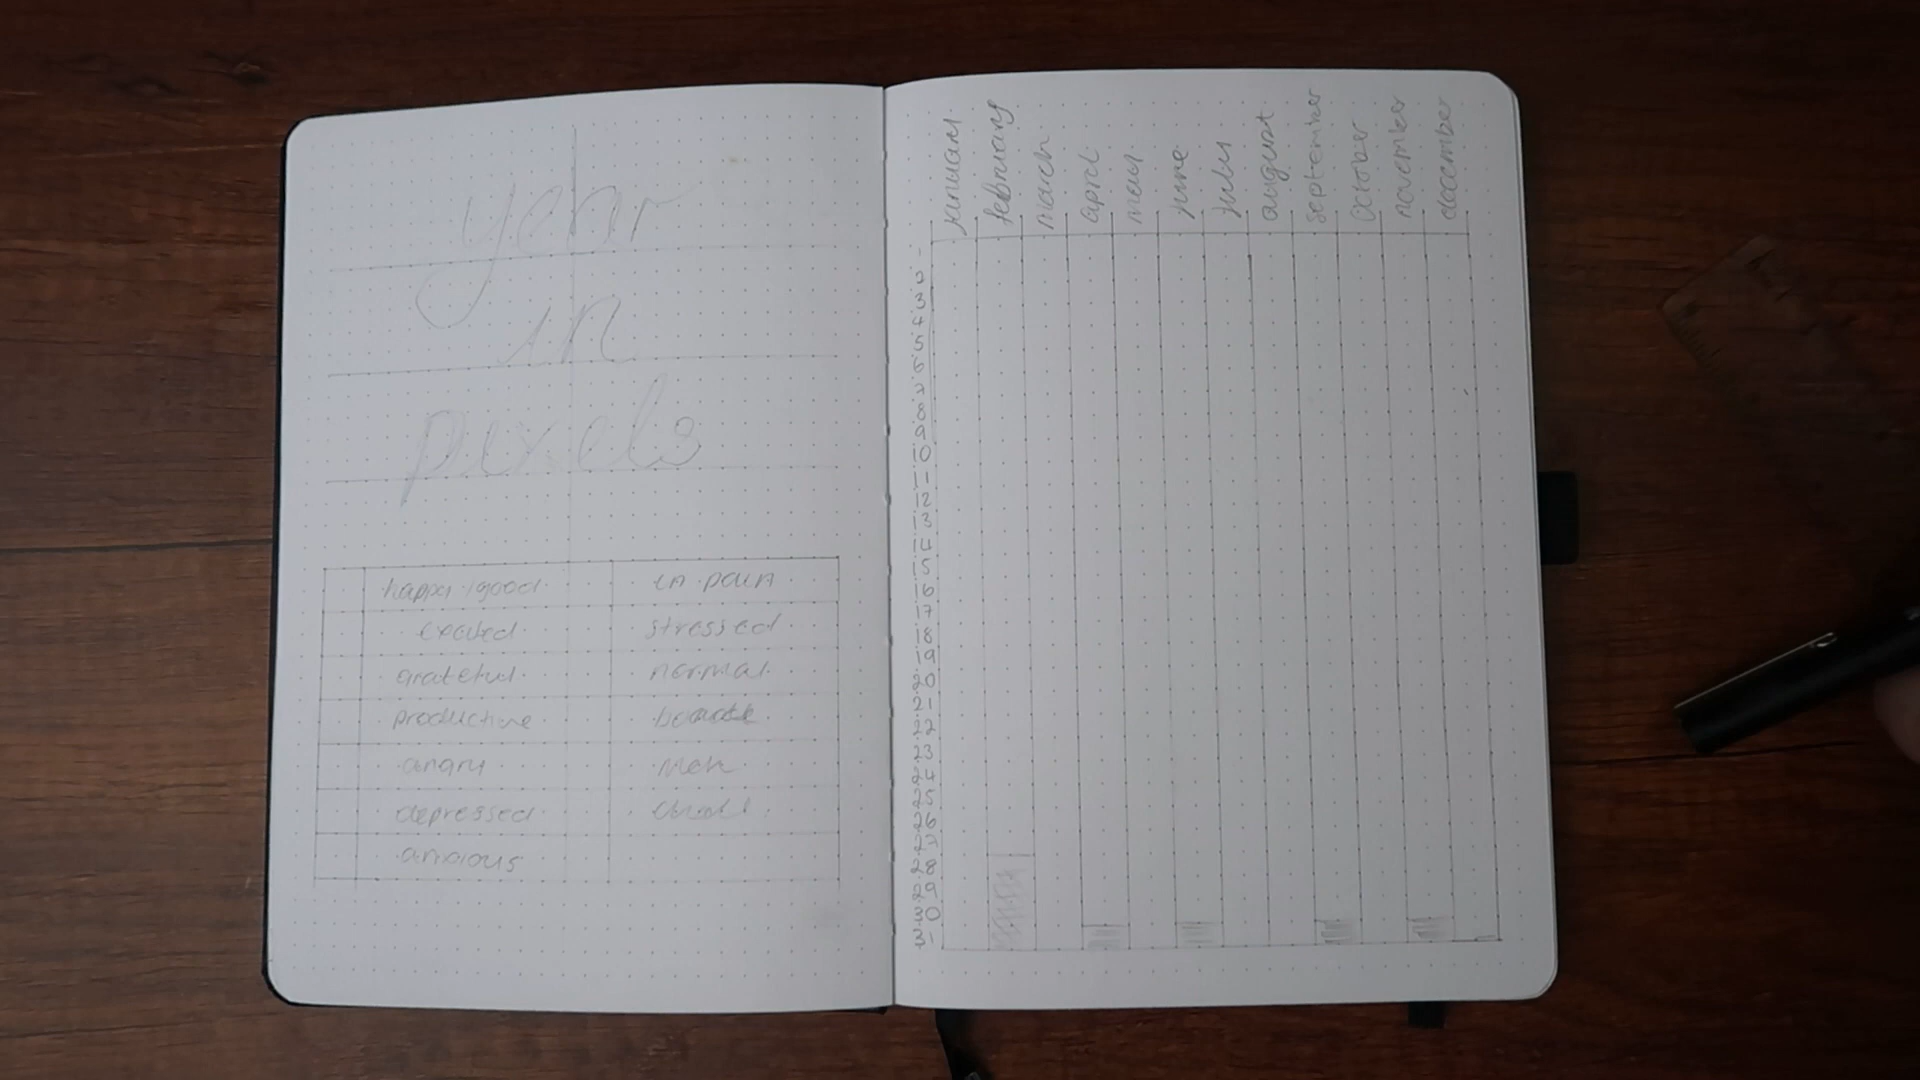 year
in
pixels
happy/good in pain
excited stressed
grateful normal
productive
angry Meh
depressed
anxious
january february march april may june july august september october november december
1
2
3
4
5
6
7
8
9
10
11
12
13
14
15
16
17
18
19
20
21
22
23
24
25
26
27
28
29
30
31